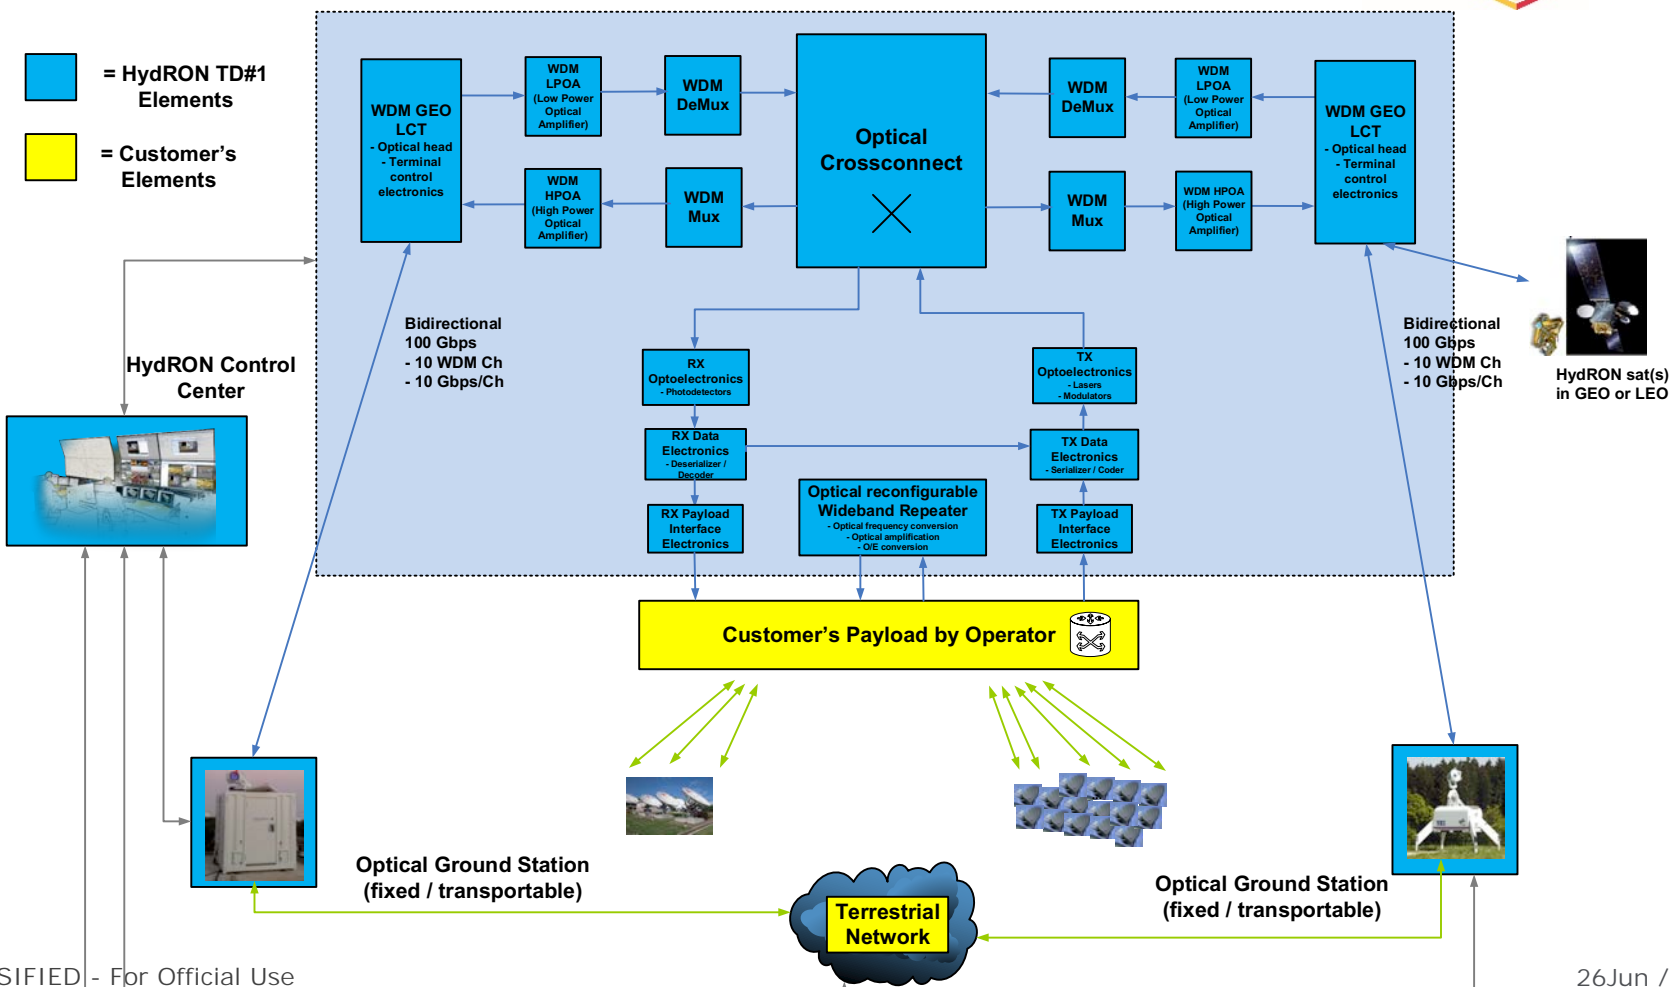 = HydRON TD#1
Elements
= Customer's
Elements
WDM GEO
LCT
- Optical head
- Terminal
control
electronics
WDM
LPOA
(Low Power
Optical
Amplifier)
WDM
DeMux
Optical
Crossconnect
WDM
DeMux
WDM
LPOA
(Low Power
Optical
Amplifier)
WDM GEO
LCT
- Optical head
- Terminal
control
electronics
WDM
HPOA
(High Power
Optical
Amplifier)
WDM
Mux
WDM
Mux
WDM HPOA
(High Power
Optical
Amplifier)
Bidirectional
100 Gbps
- 10 WDM Ch
- 10 Gbps/Ch
Bidirectional
100 Gbps
- 10 WDM Ch
- 10 Gbps/Ch
HydRON sat(s)
in GEO or LEO
HydRON Control
Center
RX
Optoelectronics
- Photodetectors
TX
Optoelectronics
- Lasers
- Modulators
RX Data
Electronics
- Deserializer /
Decoder
TX Data
Electronics
- Serializer / Coder
Optical reconfigurable
Wideband Repeater
- Optical frequency conversion
- Optical amplification
- O/E conversion
RX Payload
Interface
Electronics
TX Payload
Interface
Electronics
Customer's Payload by Operator
Optical Ground Station
(fixed / transportable)
Optical Ground Station
(fixed / transportable)
Terrestrial
Network
SIFIED - For Official Use
26Jun /